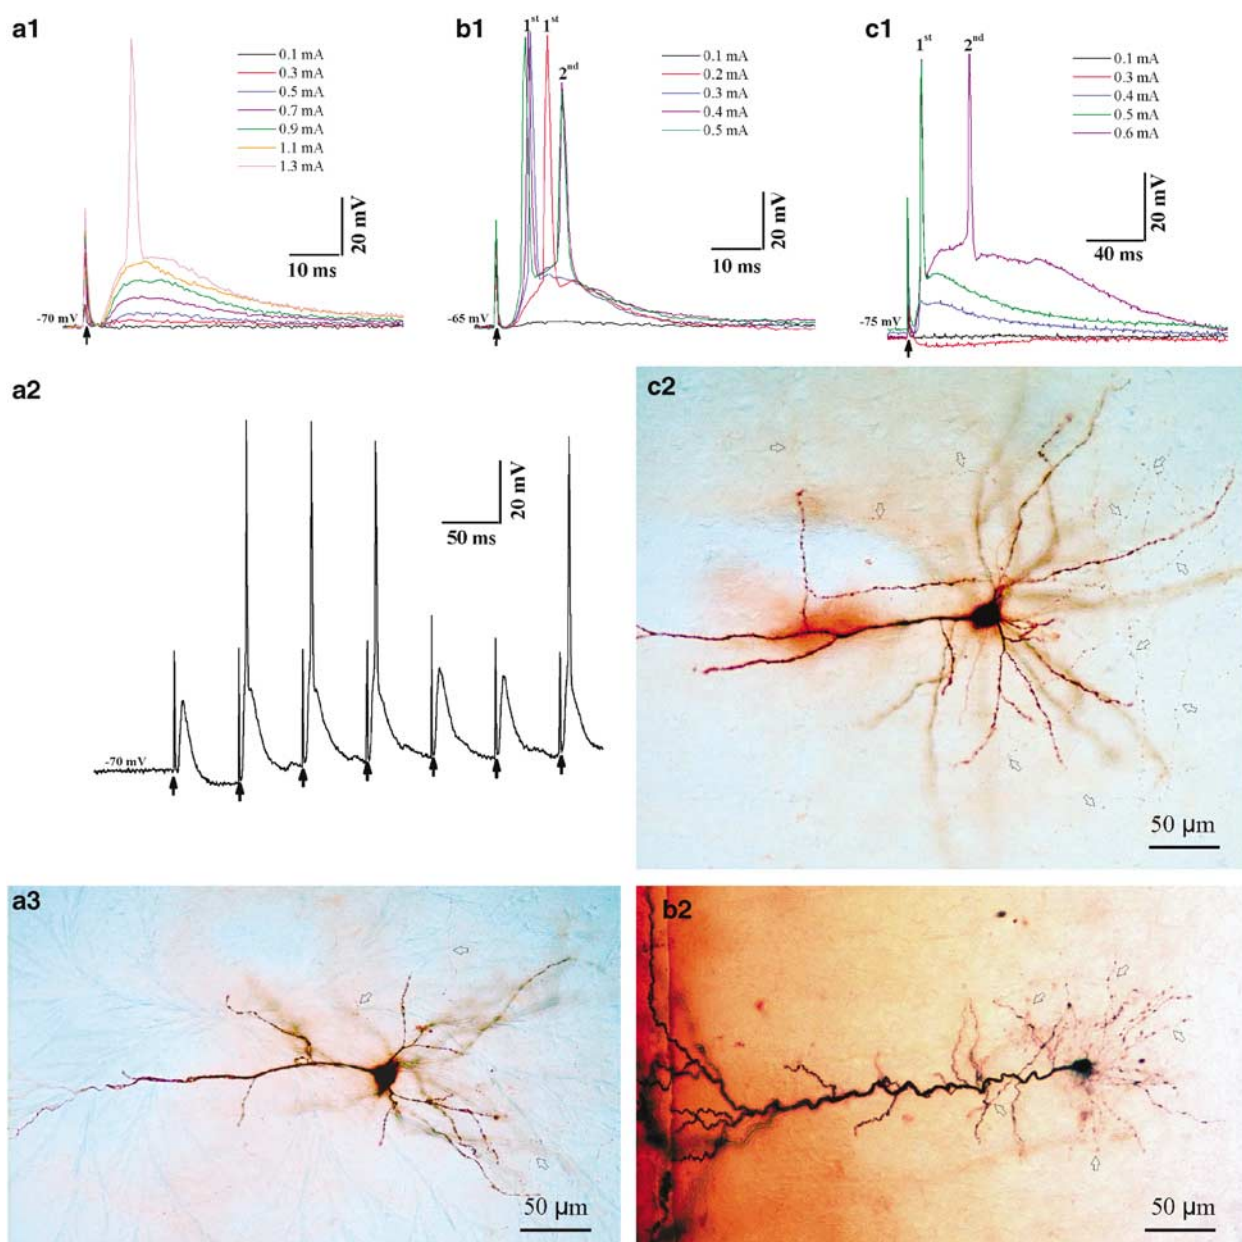 a1
0.1 mA
0.3 mA
0.5 mA
0.7 mA
0.9 mA
1.1 mA
1.3 mA
20 mV
10 ms
-70 mV
b1
1st 1st
2nd
0.1 mA
0.2 mA
0.3 mA
0.4 mA
0.5 mA
20 mV
10 ms
-65 mV
c1
1st
2nd
0.1 mA
0.3 mA
0.4 mA
0.5 mA
0.6 mA
20 mV
40 ms
-75 mV
a2
20 mV
50 ms
-70 mV
c2
50 µm
a3
50 µm
b2
50 µm